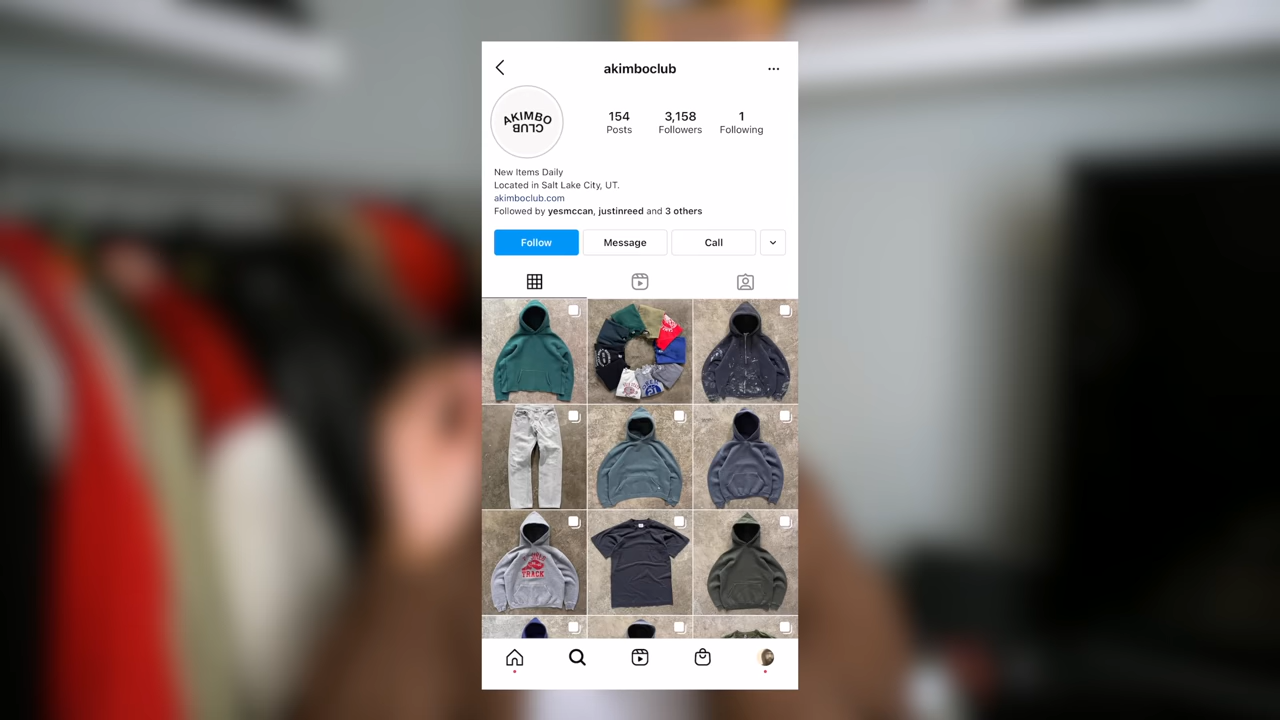 akimboclub
AKIMBO
CLUB
154
Posts
3,158
Followers
1
Following
New Items Daily
Located in Salt Lake City, UT.
akimboclub.com
Followed by yesmccan, justinreed and 3 others
Follow
Message
Call
TRACK